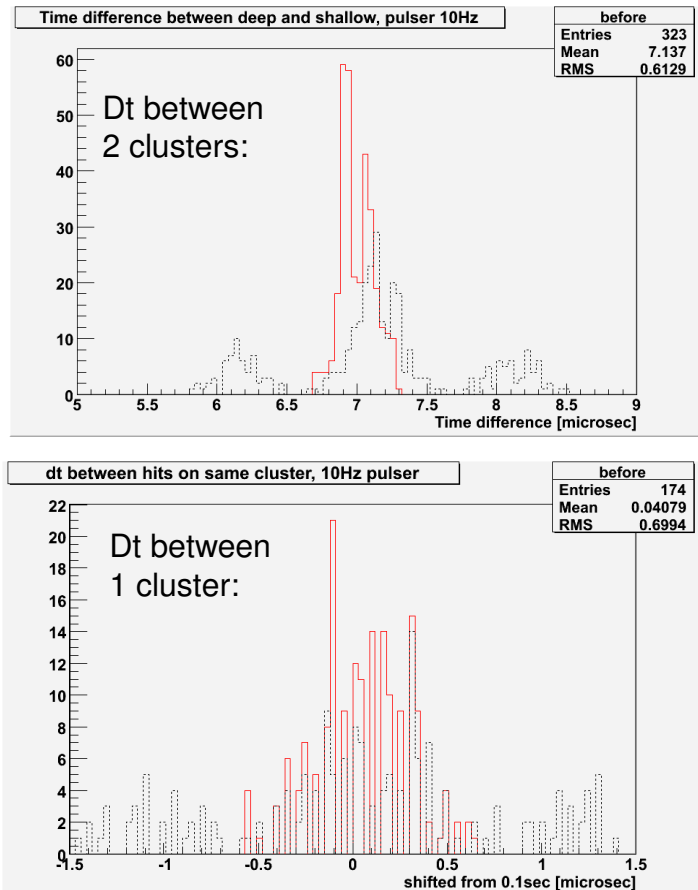 Time difference between deep and shallow, pulser 10Hz
before
Entries 323
Mean 7.137
RMS 0.6129
Dt between
2 clusters:
60
50
40
30
20
10
0
5 5.5 6 6.5 7 7.5 8 8.5 9
Time difference [microsec]
dt between hits on same cluster, 10Hz pulser
before
Entries 174
Mean 0.04079
RMS 0.6994
Dt between
1 cluster:
22
20
18
16
14
12
10
8
6
4
2
0
-1.5 -1 -0.5 0 0.5 1 1.5
shifted from 0.1sec [microsec]